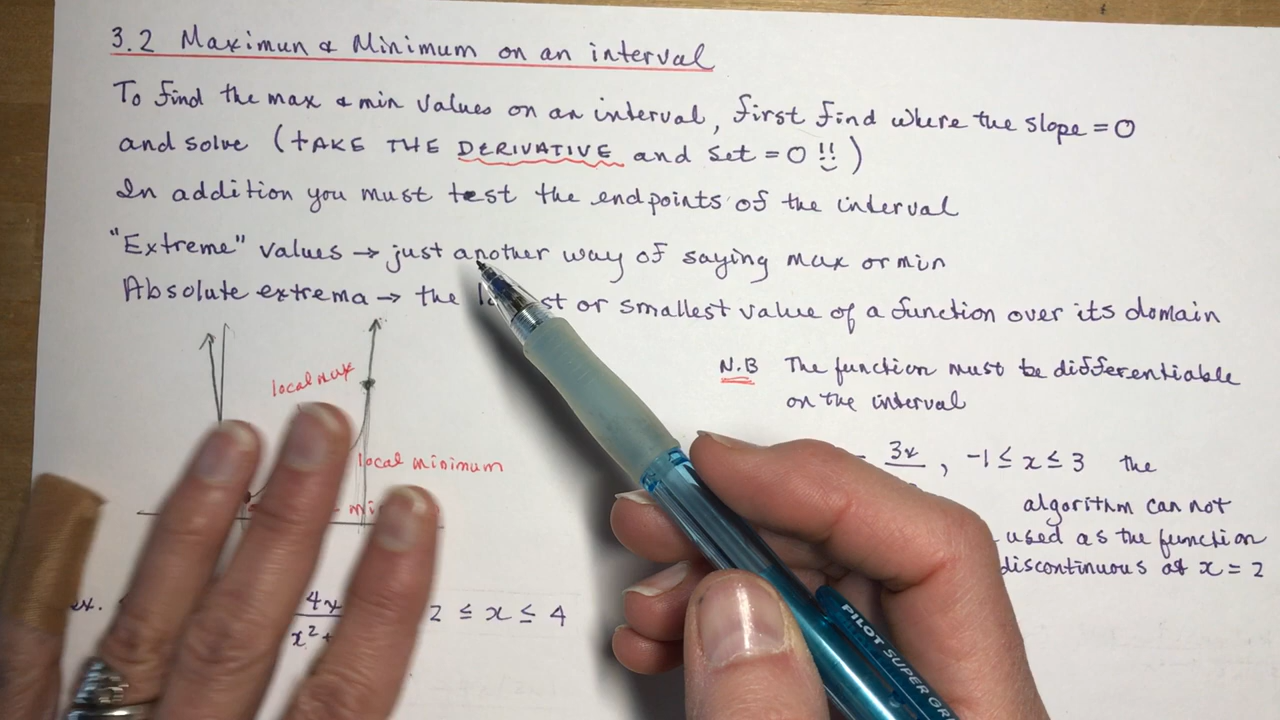 3.2 Maximun & Minimum on an interval
To find the max & min values on an interval, first find where the slope = 0
and solve (TAKE THE DERIVATIVE and set = 0 !!)
In addition you must test the endpoints of the interval
"Extreme" values → just another way of saying max or min
Absolute extrema → the st or smallest value of a function over its domain
local max
local minimum
N.B The function must be differentiable
on the interval
3x , -1 ≤ x ≤ 3 the
algorithm can not
used as the function
discontinuous at x = 2
ex. 4x 2 ≤ x ≤ 4
x²+
PILOT SUPER GR